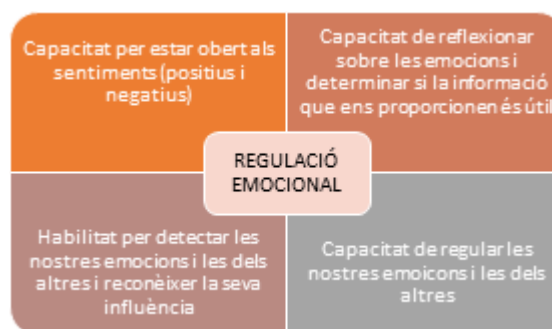 Capacitat per estar obert als
sentiments (positius i
negatius)
Capacitat de reflexionar
sobre les emocions i
determinar si la informació
que ens proporcionen és útil
REGULACIÓ
EMOCIONAL
Habilitat per detectar les
nostres emocions i les dels
altres i reconèixer la seva
influència
Capacitat de regular les
nostres emoicons i les dels
altres